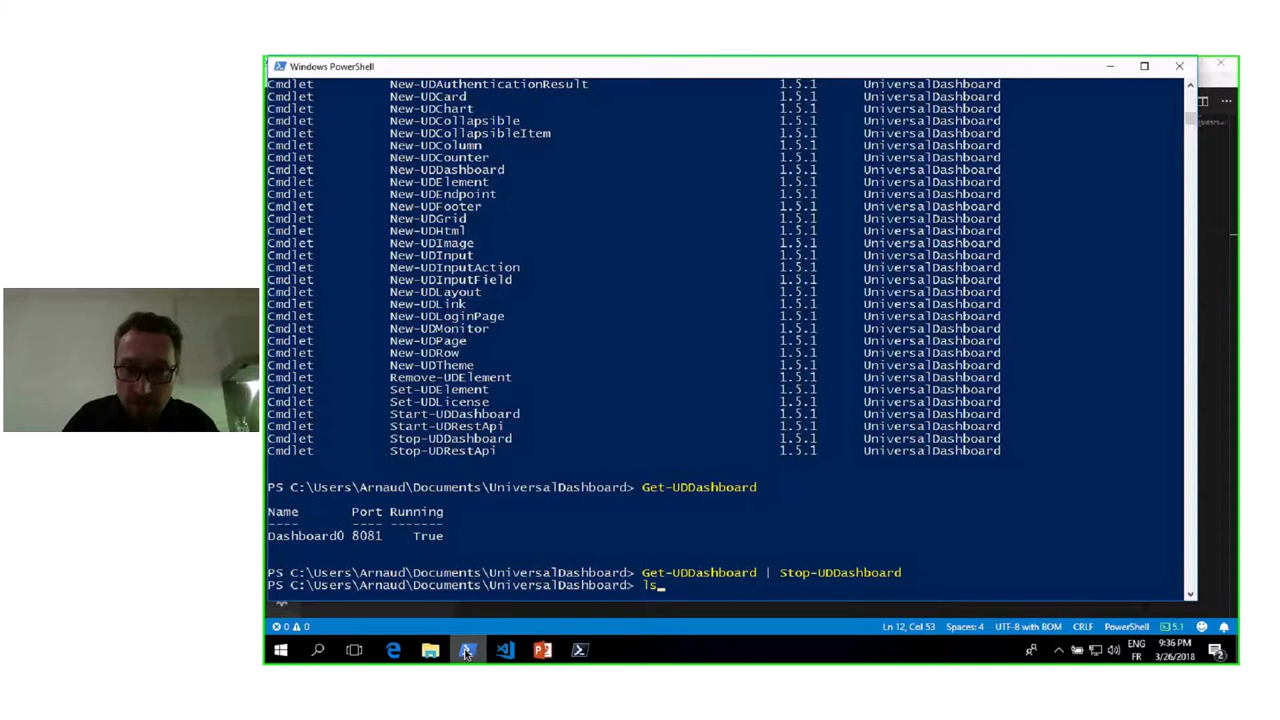 Windows PowerShell
Cmdlet New-UDAuthenticationResult 1.5.1 UniversalDashboard
Cmdlet New-UDCard 1.5.1 UniversalDashboard
Cmdlet New-UDChart 1.5.1 UniversalDashboard
Cmdlet New-UDCollapsible 1.5.1 UniversalDashboard
Cmdlet New-UDCollapsibleItem 1.5.1 UniversalDashboard
Cmdlet New-UDColumn 1.5.1 UniversalDashboard
Cmdlet New-UDCounter 1.5.1 UniversalDashboard
Cmdlet New-UDDashboard 1.5.1 UniversalDashboard
Cmdlet New-UDElement 1.5.1 UniversalDashboard
Cmdlet New-UDEndpoint 1.5.1 UniversalDashboard
Cmdlet New-UDFooter 1.5.1 UniversalDashboard
Cmdlet New-UDGrid 1.5.1 UniversalDashboard
Cmdlet New-UDHtml 1.5.1 UniversalDashboard
Cmdlet New-UDImage 1.5.1 UniversalDashboard
Cmdlet New-UDInput 1.5.1 UniversalDashboard
Cmdlet New-UDInputAction 1.5.1 UniversalDashboard
Cmdlet New-UDInputField 1.5.1 UniversalDashboard
Cmdlet New-UDLayout 1.5.1 UniversalDashboard
Cmdlet New-UDLink 1.5.1 UniversalDashboard
Cmdlet New-UDLoginPage 1.5.1 UniversalDashboard
Cmdlet New-UDMonitor 1.5.1 UniversalDashboard
Cmdlet New-UDPage 1.5.1 UniversalDashboard
Cmdlet New-UDRow 1.5.1 UniversalDashboard
Cmdlet New-UDTheme 1.5.1 UniversalDashboard
Cmdlet Remove-UDElement 1.5.1 UniversalDashboard
Cmdlet Set-UDElement 1.5.1 UniversalDashboard
Cmdlet Set-UDLicense 1.5.1 UniversalDashboard
Cmdlet Start-UDDashboard 1.5.1 UniversalDashboard
Cmdlet Start-UDRestApi 1.5.1 UniversalDashboard
Cmdlet Stop-UDDashboard 1.5.1 UniversalDashboard
Cmdlet Stop-UDRestApi 1.5.1 UniversalDashboard
PS C:\Users\Arnaud\Documents\UniversalDashboard> Get-UDDashboard
Name Port Running
---- ---- -------
Dashboard0 8081 True
PS C:\Users\Arnaud\Documents\UniversalDashboard> Get-UDDashboard | Stop-UDDashboard
PS C:\Users\Arnaud\Documents\UniversalDashboard> ls_
0 0 Ln 12, Col 53 Spaces: 4 UTF-8 with BOM CRLF PowerShell 5.1
ENG 9:36 PM
FR 3/26/2018 2